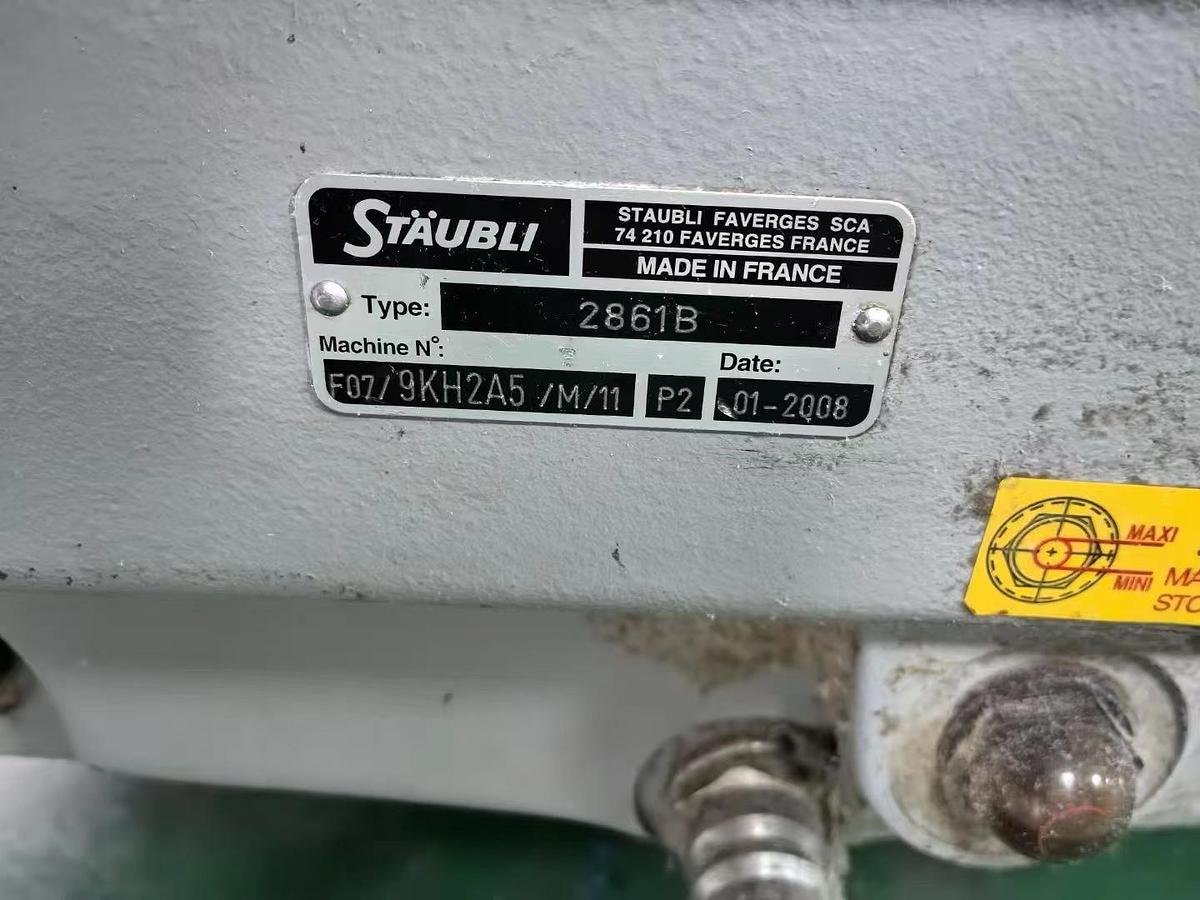 STÄUBLI
STAUBLI FAVERGES SCA
74 210 FAVERGES FRANCE
MADE IN FRANCE
Type: 2861B
Machine N°:
F07/ 9KH2A5 /M/11 P2
Date:
01-2008
MAXI
MINI